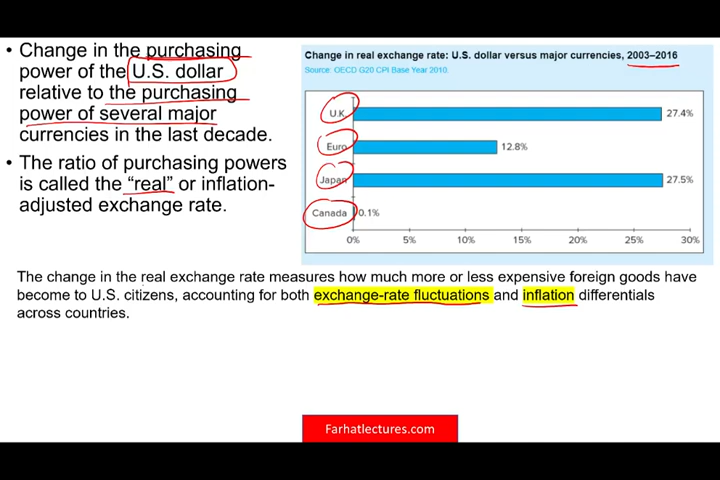 • Change in the purchasing
power of the U.S. dollar
relative to the purchasing
power of several major
currencies in the last decade.
• The ratio of purchasing powers
is called the “real” or inflation-
adjusted exchange rate.
Change in real exchange rate: U.S. dollar versus major currencies, 2003–2016
Source: OECD G20 CPI Base Year 2010.
U.K. 27.4%
Euro 12.8%
Japan 27.5%
Canada 0.1%
0% 5% 10% 15% 20% 25% 30%
The change in the real exchange rate measures how much more or less expensive foreign goods have
become to U.S. citizens, accounting for both exchange-rate fluctuations and inflation differentials
across countries.
Farhatlectures.com